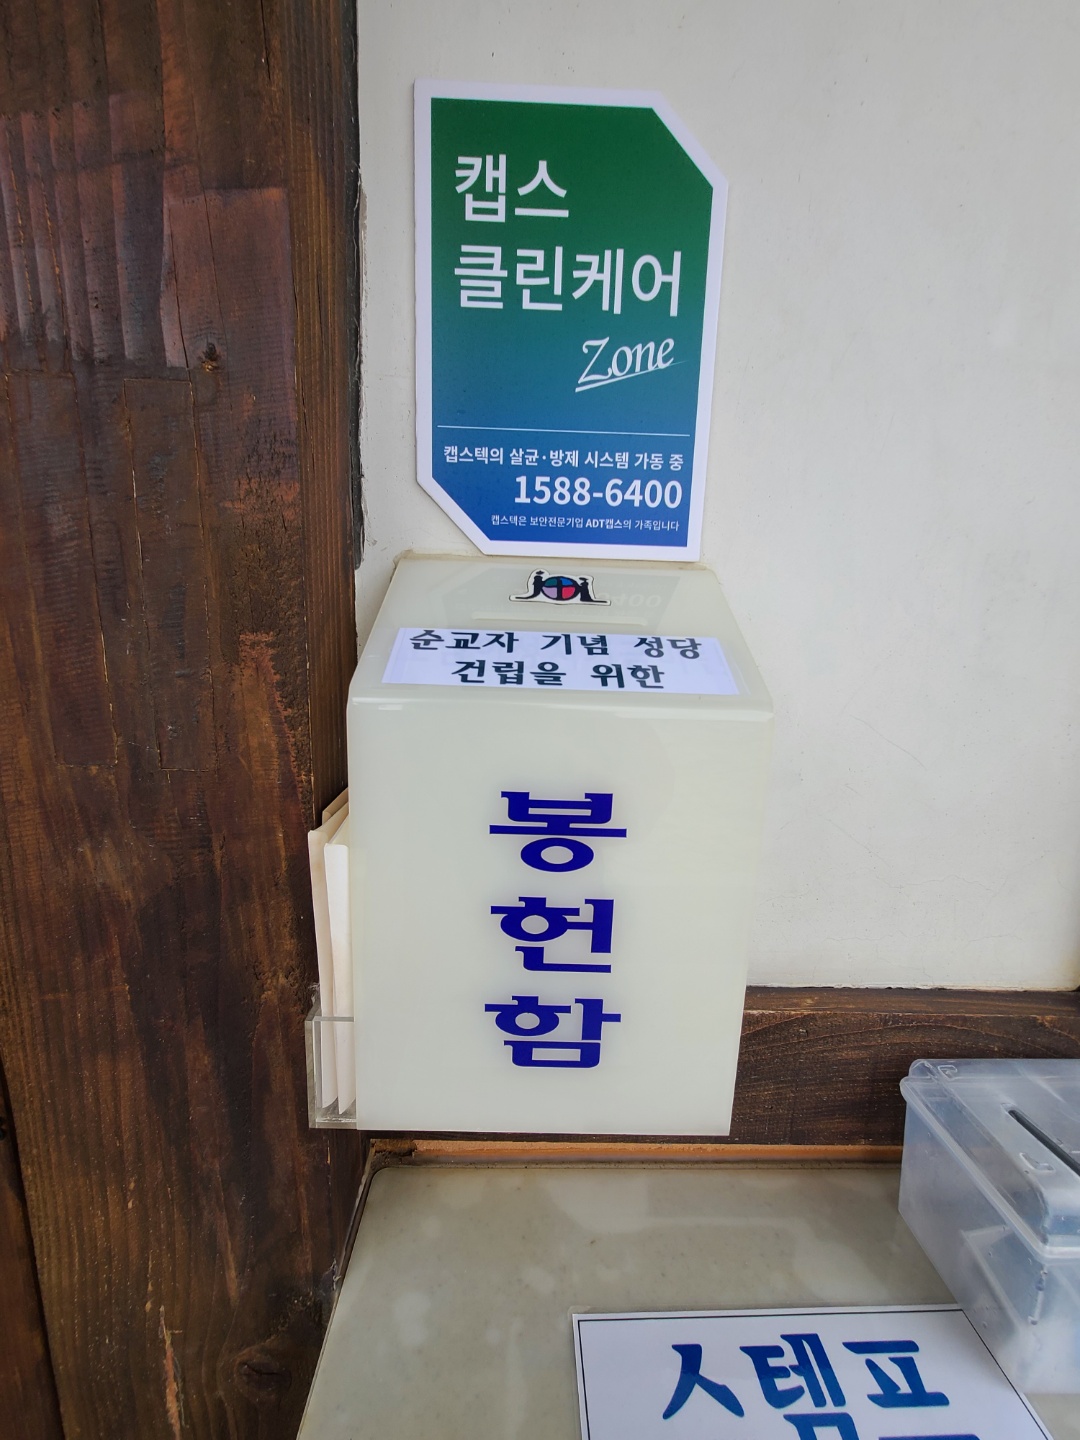 캡스
클린케어
Zone
캡스텍의 살균·방제 시스템 가동 중
1588-6400
캡스텍은 보안전문기업 ADT캡스의 가족입니다
순교자 기념 성당
건립을 위한
봉
헌
함
스템프